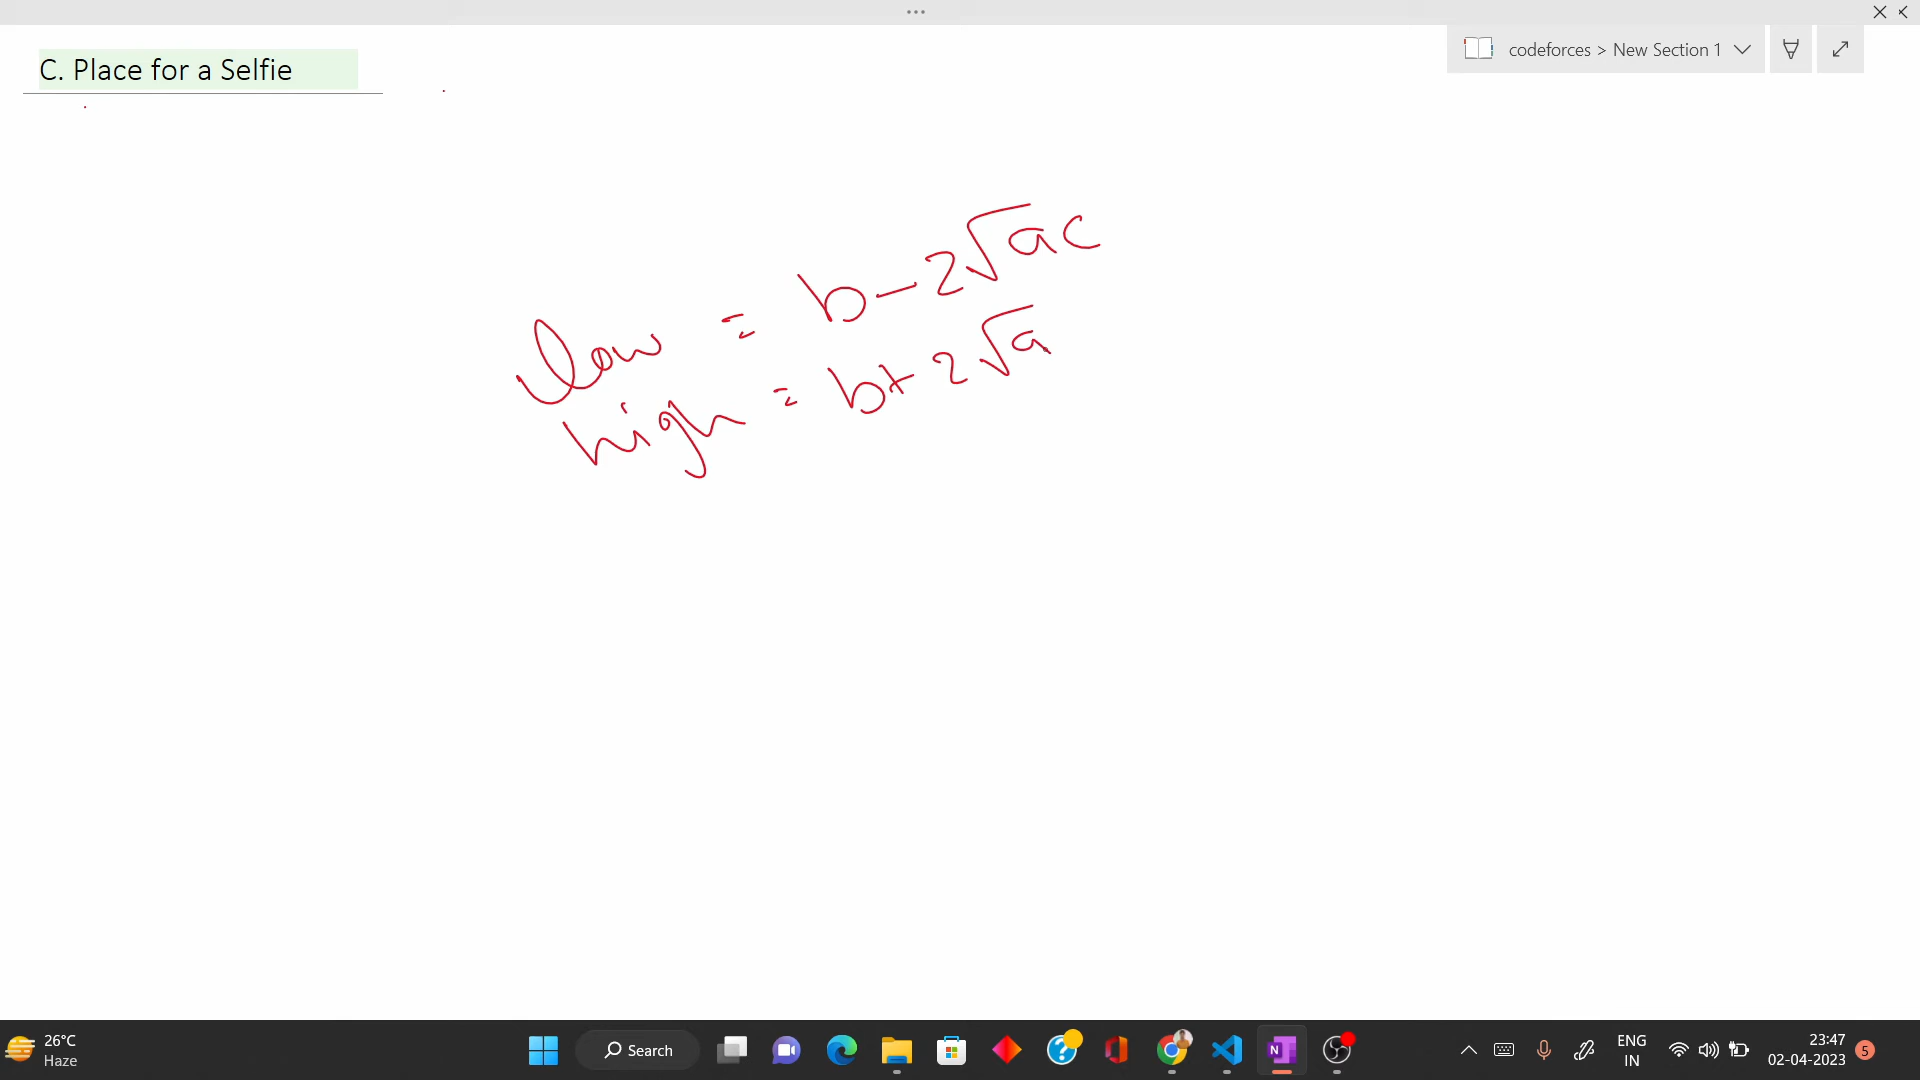 codeforces > New Section 1
C. Place for a Selfie
low = b-2√ac
high = b+2√a
26°C
Haze
Search
ENG
IN
23:47
02-04-2023
5